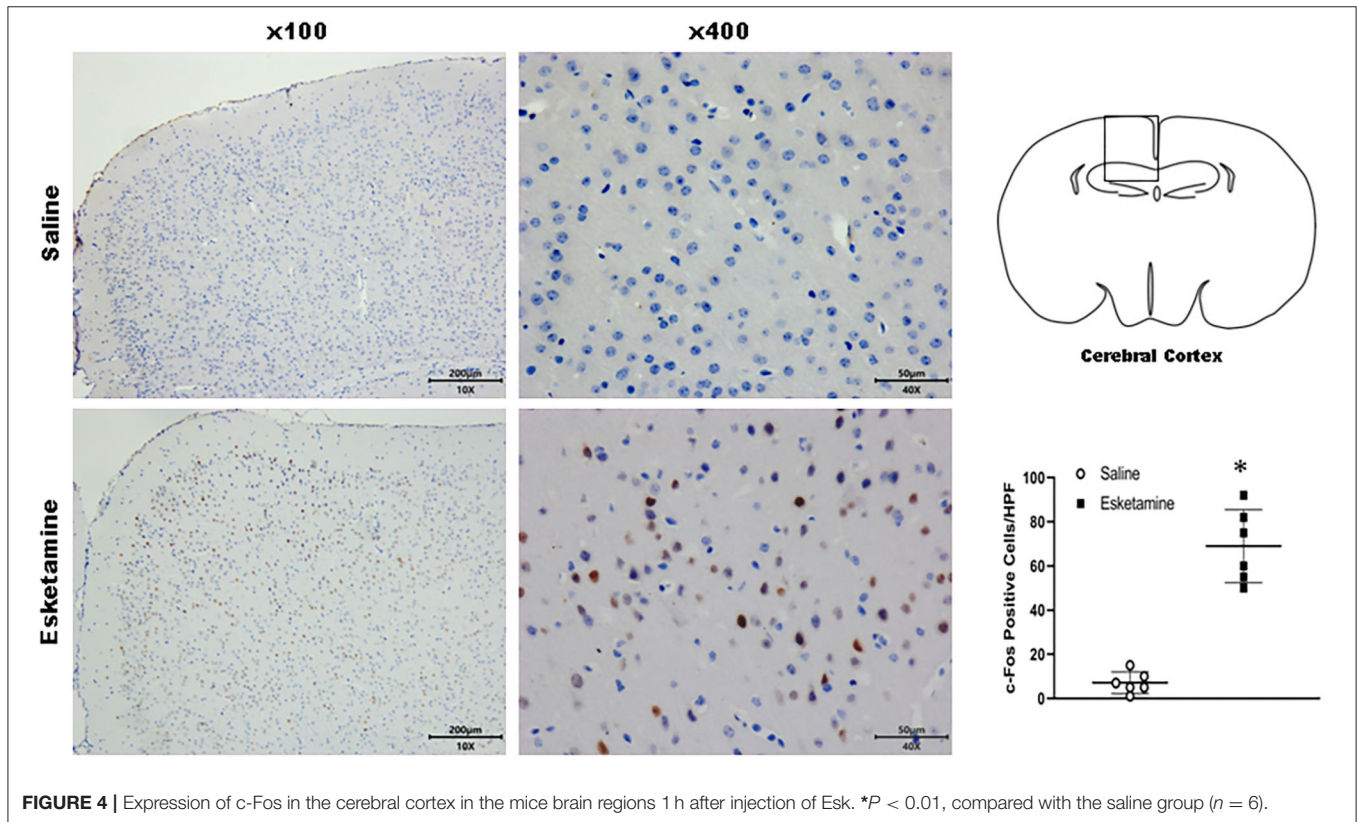 x100
x400
Saline
200μm
10X
50μm
40X
Cerebral Cortex
Esketamine
200μm
10X
50μm
40X
c-Fos Positive Cells/HPF
100
80
60
40
20
0
Saline
Esketamine
*
FIGURE 4 | Expression of c-Fos in the cerebral cortex in the mice brain regions 1 h after injection of Esk. *P < 0.01, compared with the saline group (n = 6).